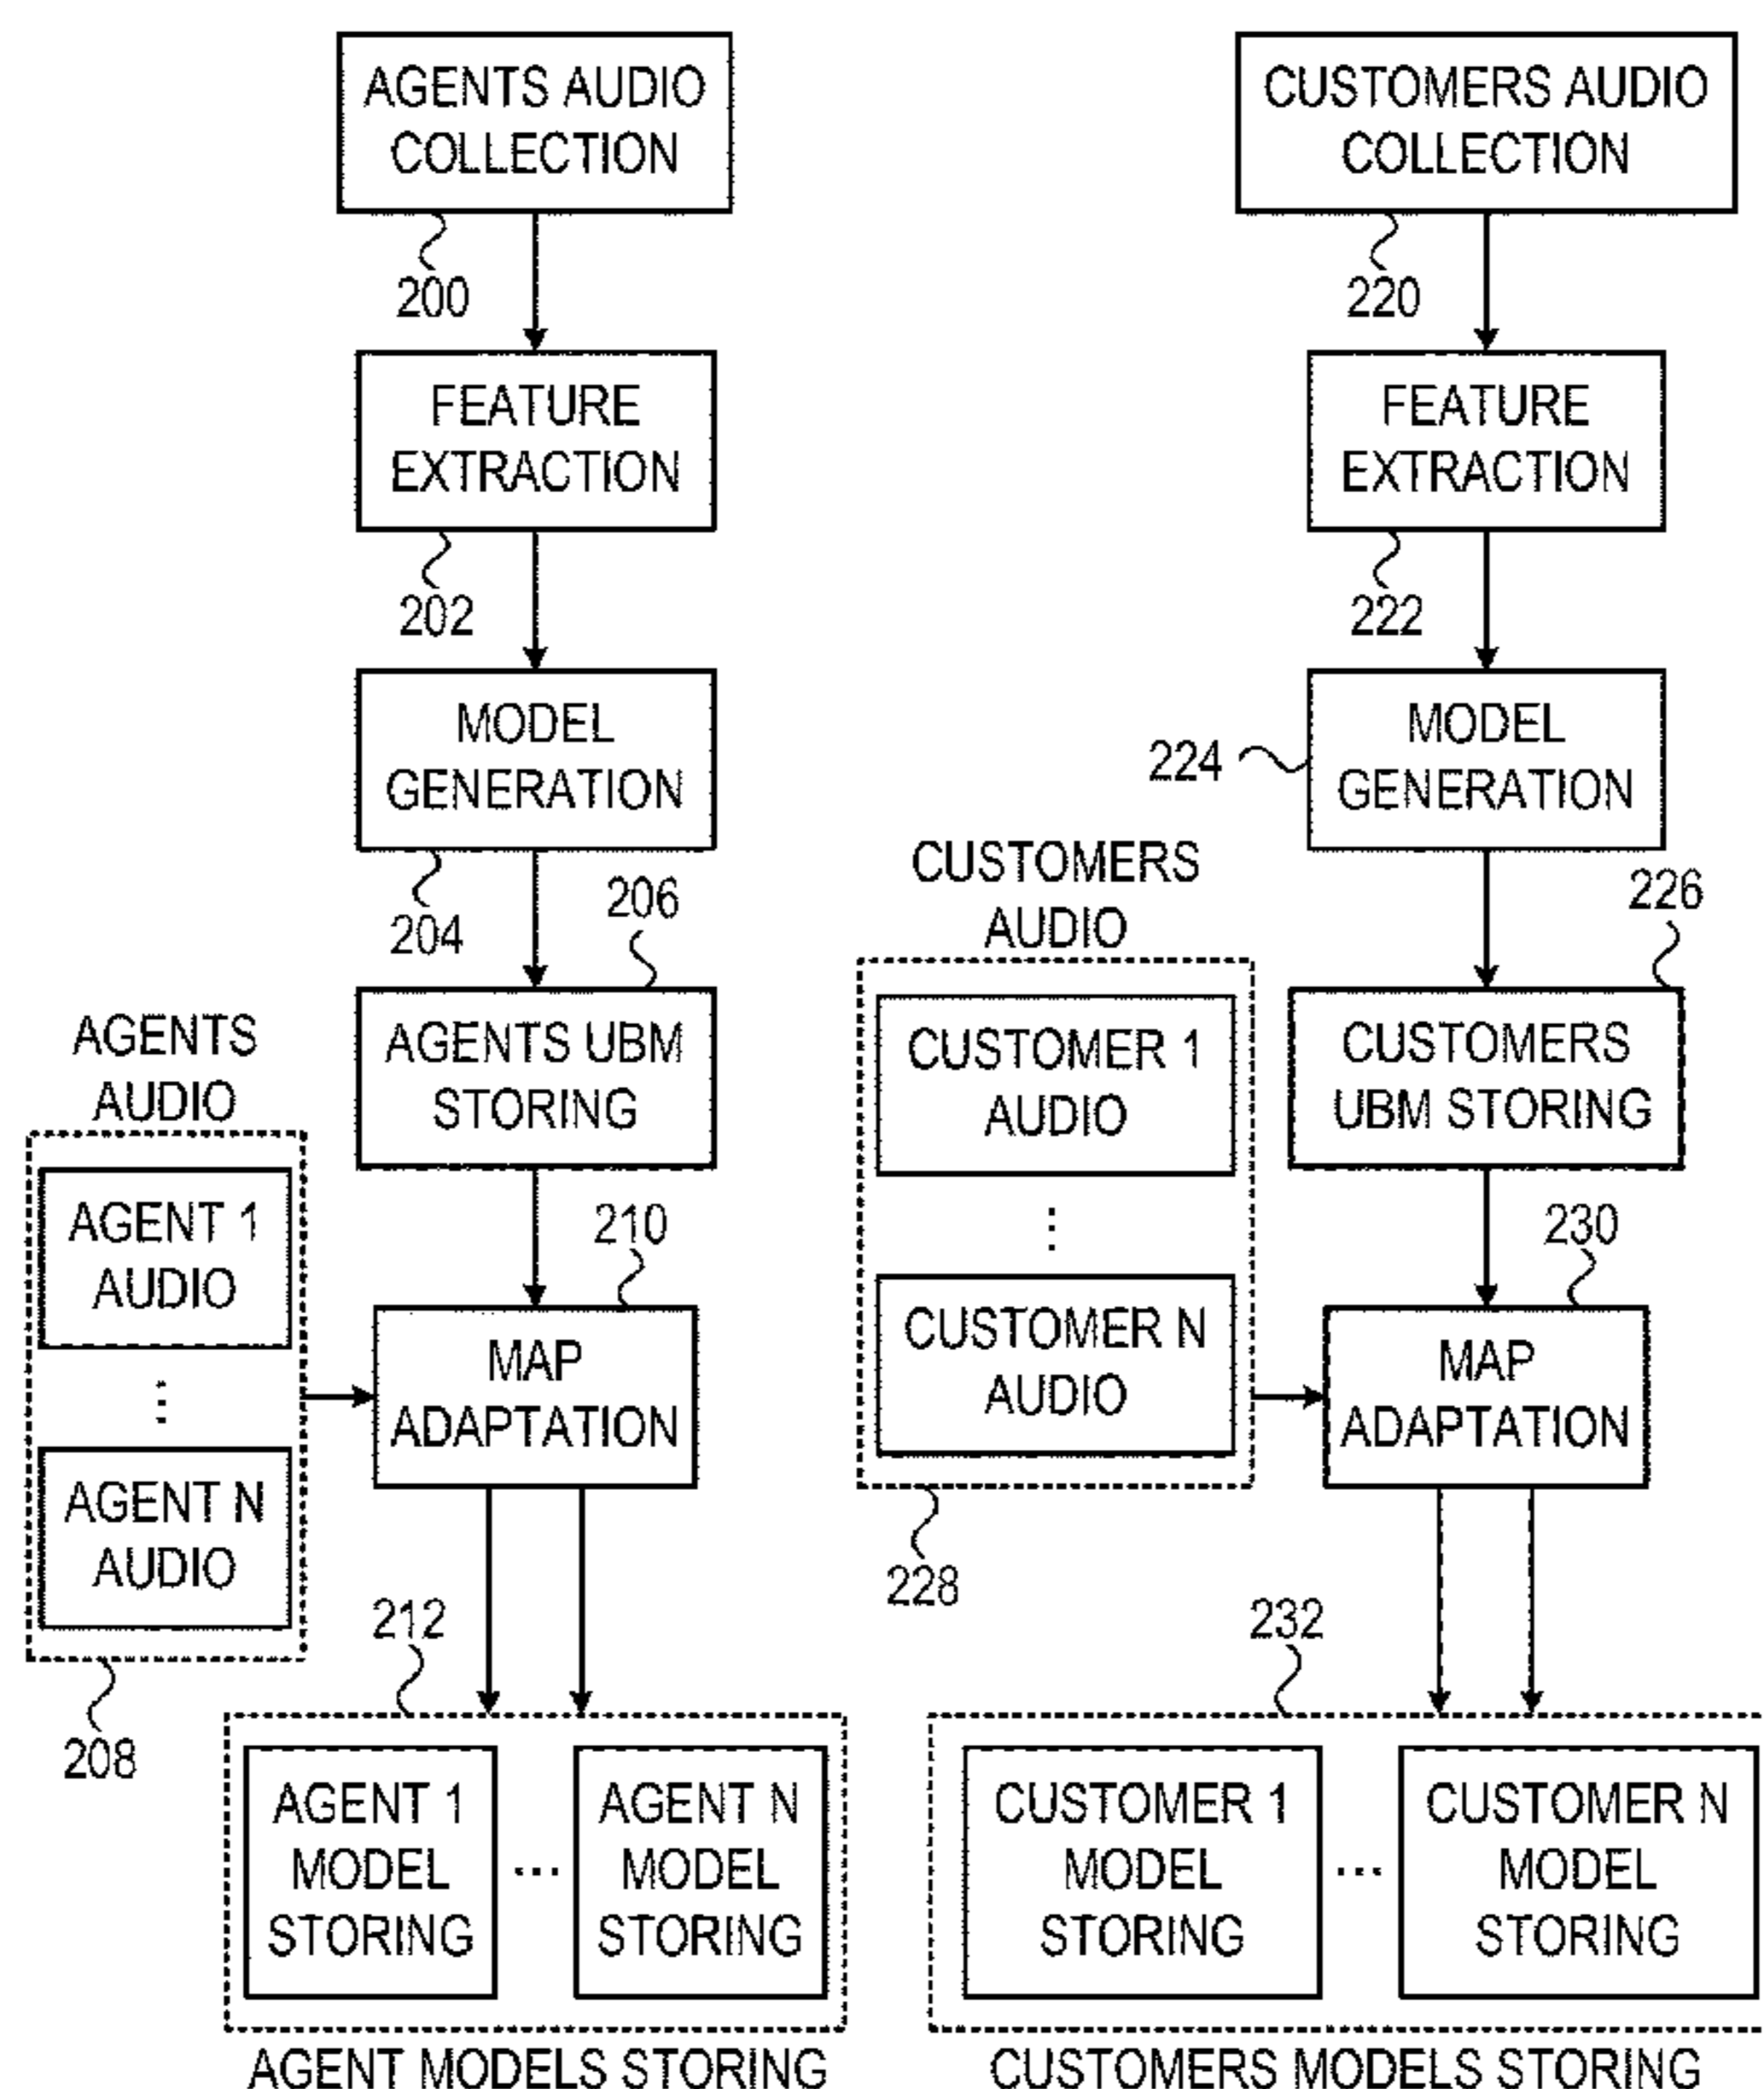 AGENTS AUDIO
COLLECTION
200
FEATURE
EXTRACTION
202
MODEL
GENERATION
204
206
AGENTS UBM
STORING
AGENTS
AUDIO
AGENT 1
AUDIO
⋮
AGENT N
AUDIO
208
210
MAP
ADAPTATION
212
AGENT 1
MODEL
STORING
...
AGENT N
MODEL
STORING
AGENT MODELS STORING
CUSTOMERS AUDIO
COLLECTION
220
FEATURE
EXTRACTION
222
MODEL
GENERATION
224
226
CUSTOMERS
UBM STORING
CUSTOMERS
AUDIO
CUSTOMER 1
AUDIO
⋮
CUSTOMER N
AUDIO
228
230
MAP
ADAPTATION
232
CUSTOMER 1
MODEL
STORING
...
CUSTOMER N
MODEL
STORING
CUSTOMERS MODELS STORING